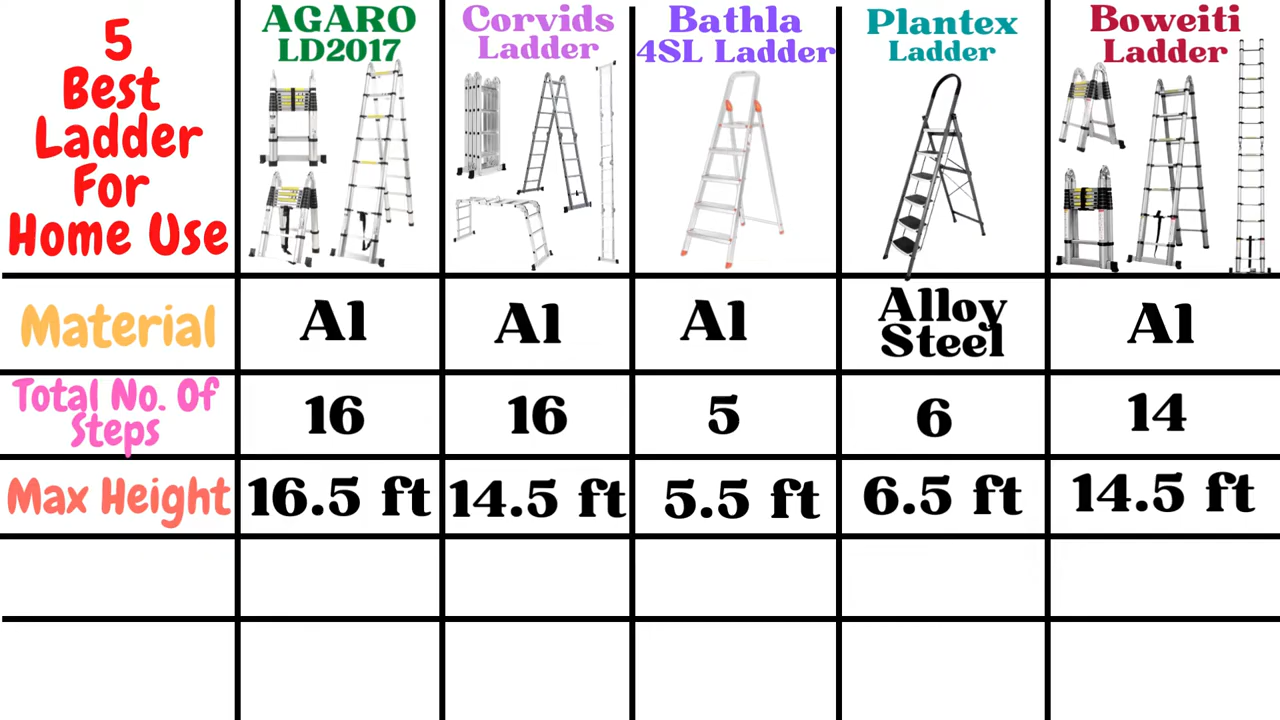 5
Best
Ladder
For
Home Use
AGARO
LD2017
Corvids
Ladder
Bathla
4SL Ladder
Plantex
Ladder
Boweiti
Ladder
Material
Al
Al
Al
Alloy
Steel
Al
Total No. Of
Steps
16
16
5
6
14
Max Height
16.5 ft
14.5 ft
5.5 ft
6.5 ft
14.5 ft